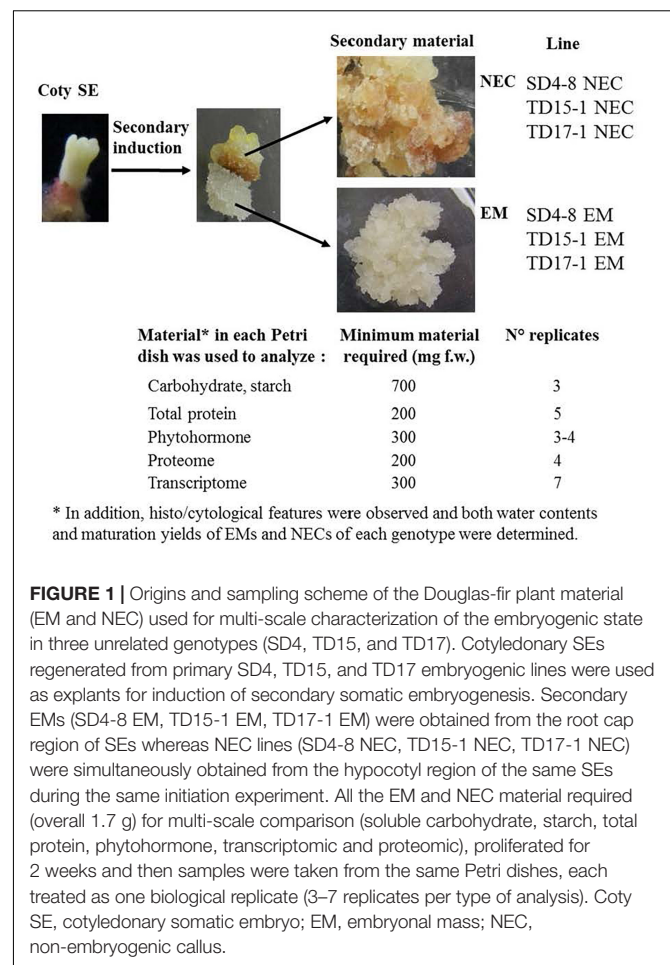 Secondary material
Line
Coty SE
Secondary
induction
NEC
SD4-8 NEC
TD15-1 NEC
TD17-1 NEC
EM
SD4-8 EM
TD15-1 EM
TD17-1 EM
Material* in each Petri dish was used to analyze : Minimum material required (mg f.w.) N° replicates
Carbohydrate, starch 700 3
Total protein 200 5
Phytohormone 300 3-4
Proteome 200 4
Transcriptome 300 7
* In addition, histo/cytological features were observed and both water contents
and maturation yields of EMs and NECs of each genotype were determined.
FIGURE 1 | Origins and sampling scheme of the Douglas-fir plant material
(EM and NEC) used for multi-scale characterization of the embryogenic state
in three unrelated genotypes (SD4, TD15, and TD17). Cotyledonary SEs
regenerated from primary SD4, TD15, and TD17 embryogenic lines were used
as explants for induction of secondary somatic embryogenesis. Secondary
EMs (SD4-8 EM, TD15-1 EM, TD17-1 EM) were obtained from the root cap
region of SEs whereas NEC lines (SD4-8 NEC, TD15-1 NEC, TD17-1 NEC)
were simultaneously obtained from the hypocotyl region of the same SEs
during the same initiation experiment. All the EM and NEC material required
(overall 1.7 g) for multi-scale comparison (soluble carbohydrate, starch, total
protein, phytohormone, transcriptomic and proteomic), proliferated for
2 weeks and then samples were taken from the same Petri dishes, each
treated as one biological replicate (3–7 replicates per type of analysis). Coty
SE, cotyledonary somatic embryo; EM, embryonal mass; NEC,
non-embryogenic callus.